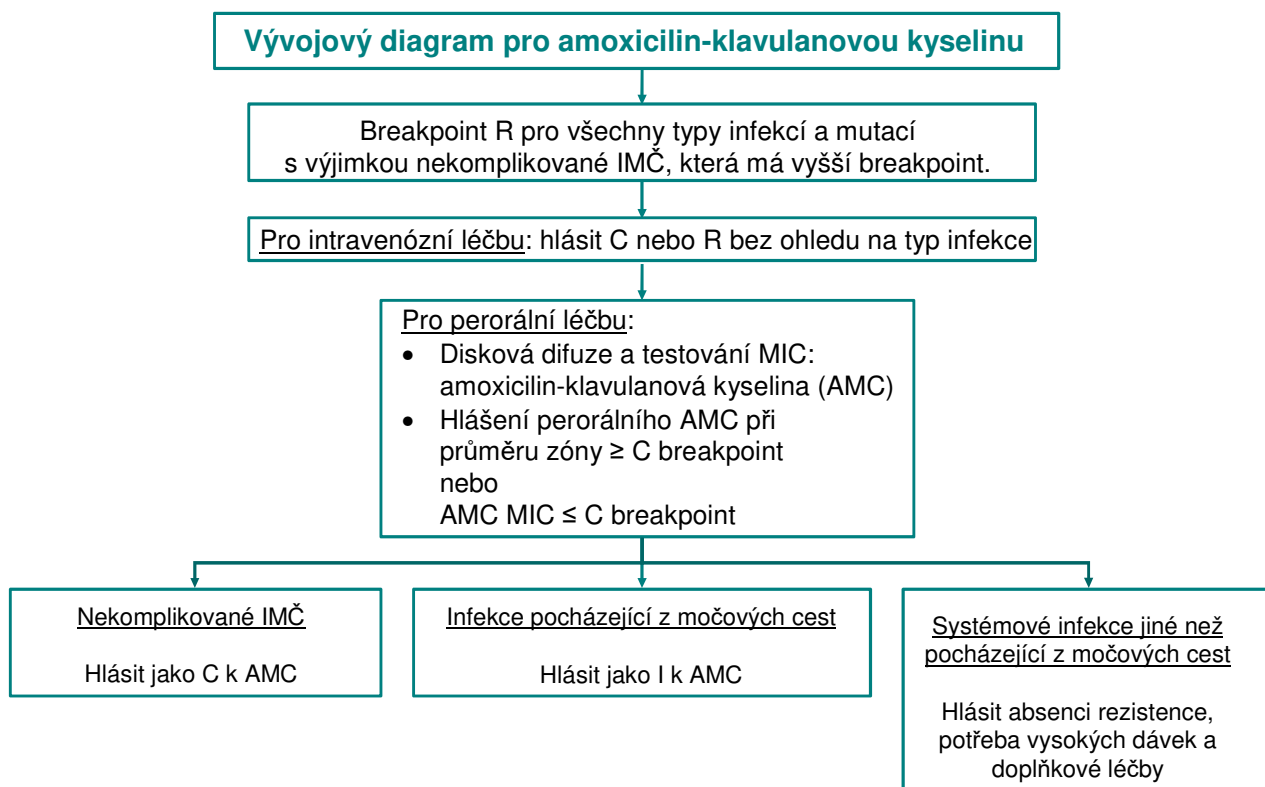 Vývojový diagram pro amoxicilin-klavulanovou kyselinu
Breakpoint R pro všechny typy infekcí a mutací
s výjimkou nekomplikované IMČ, která má vyšší breakpoint.
Pro intravenózní léčbu: hlásit C nebo R bez ohledu na typ infekce
Pro perorální léčbu:
• Disková difuze a testování MIC:
amoxicilin-klavulanová kyselina (AMC)
• Hlášení perorálního AMC při
průměru zóny ≥ C breakpoint
nebo
AMC MIC ≤ C breakpoint
Nekomplikované IMČ
Hlásit jako C k AMC
Infekce pocházející z močových cest
Hlásit jako I k AMC
Systémové infekce jiné než
pocházející z močových cest
Hlásit absenci rezistence,
potřeba vysokých dávek a
doplňkové léčby